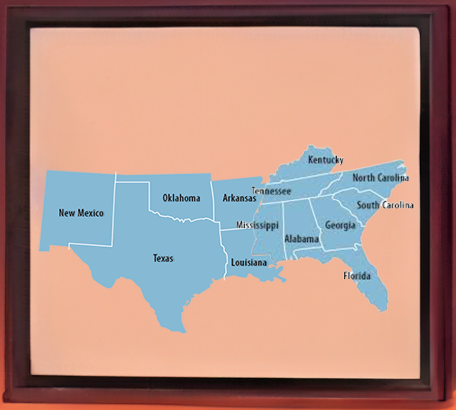 Kentucky
North Carolina
Tennessee
Oklahoma
Arkansas
South Carolina
New Mexico
Mississippi
Georgia
Alabama
Texas
Louisiana
Florida